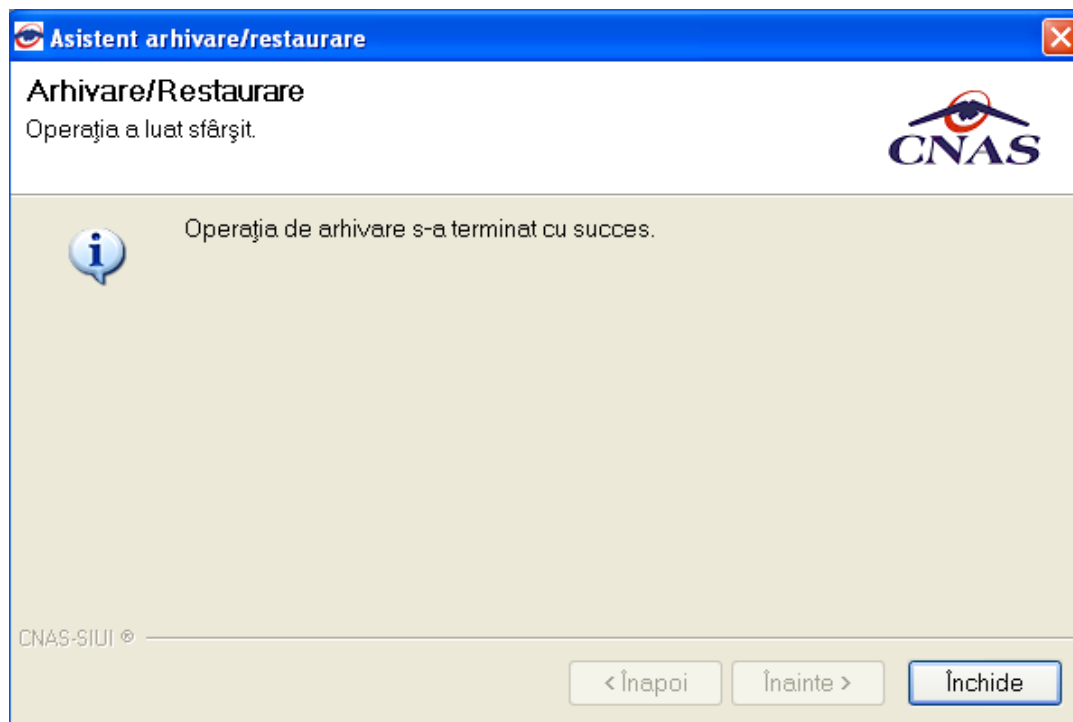 Asistent arhivare/restaurare
Arhivare/Restaurare
Operaţia a luat sfârşit.
CNAS
Operaţia de arhivare s-a terminat cu succes.
CNAS-SIUI ®
< Înapoi
Înainte >
Închide